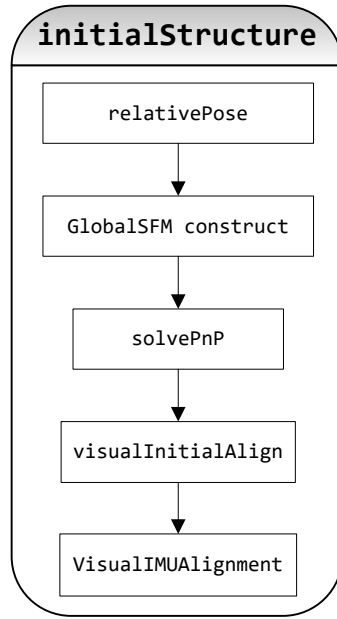 initialStructure
relativePose
GlobalSFM construct
solvePnP
visualInitialAlign
VisualIMUAlignment